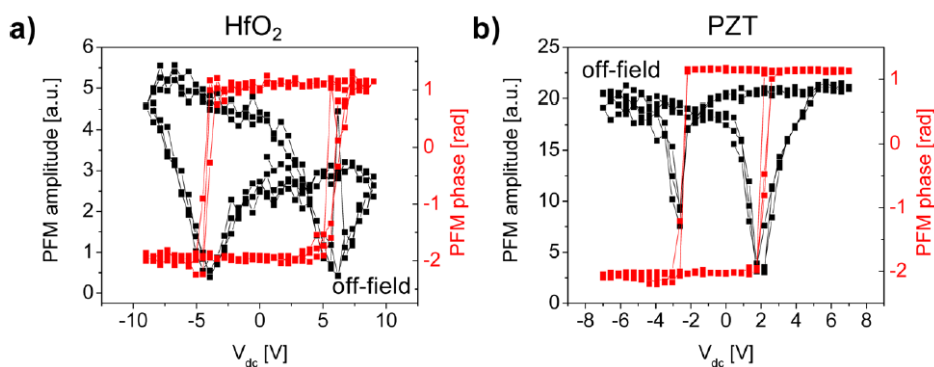 a)
HfO₂
PFM amplitude [a.u.]
6
5
4
3
2
1
0
-10
-5
0
5
10
V_dc [V]
1
0
-1
-2
PFM phase [rad]
off-field
b)
PZT
off-field
PFM amplitude [a.u.]
25
20
15
10
5
0
-8
-6
-4
-2
0
2
4
6
8
V_dc [V]
1
0
-1
-2
PFM phase [rad]